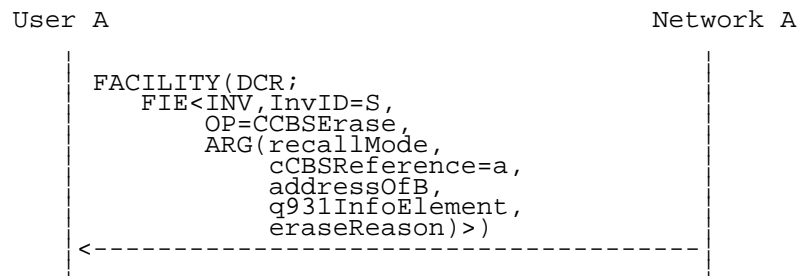 User A Network A
FACILITY(DCR;
FIE<INV,InvID=S,
OP=CCBSErase,
ARG(recallMode,
cCBSReference=a,
addressOfB,
q931InfoElement,
eraseReason)>)